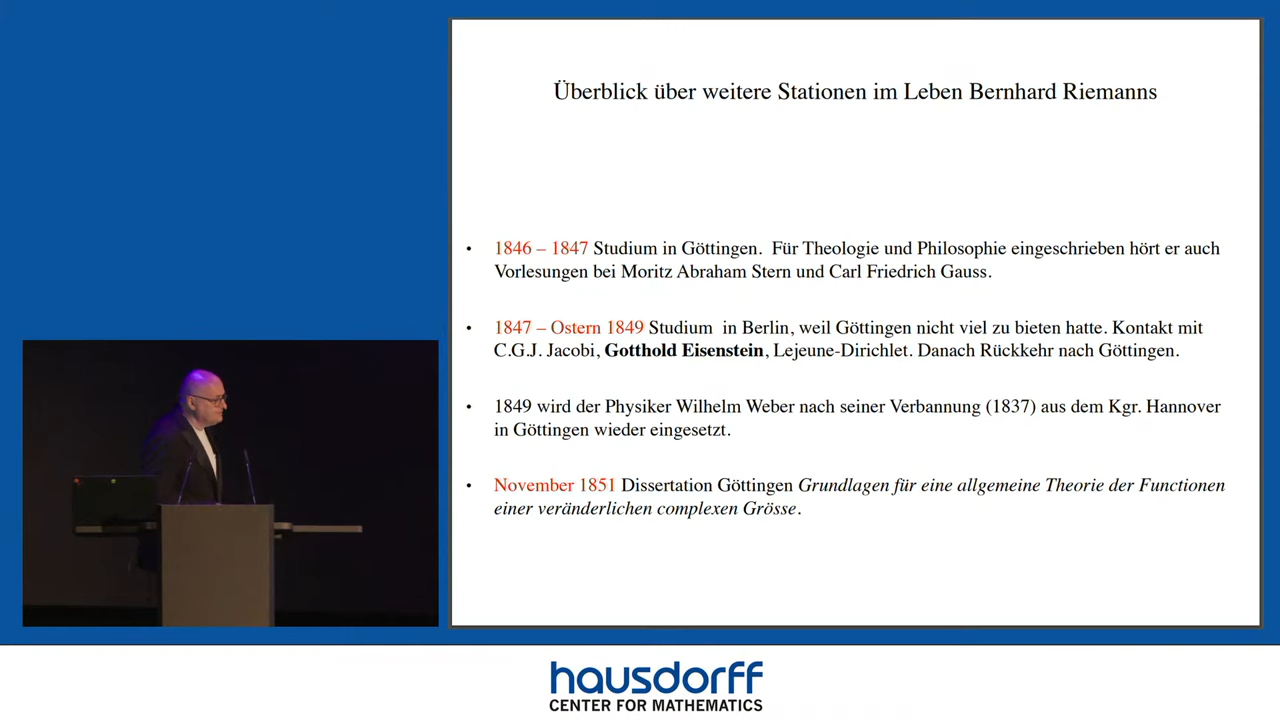 Überblick über weitere Stationen im Leben Bernhard Riemanns
• 1846 – 1847 Studium in Göttingen. Für Theologie und Philosophie eingeschrieben hört er auch
Vorlesungen bei Moritz Abraham Stern und Carl Friedrich Gauss.
• 1847 – Ostern 1849 Studium in Berlin, weil Göttingen nicht viel zu bieten hatte. Kontakt mit
C.G.J. Jacobi, Gotthold Eisenstein, Lejeune-Dirichlet. Danach Rückkehr nach Göttingen.
• 1849 wird der Physiker Wilhelm Weber nach seiner Verbannung (1837) aus dem Kgr. Hannover
in Göttingen wieder eingesetzt.
• November 1851 Dissertation Göttingen Grundlagen für eine allgemeine Theorie der Functionen
einer veränderlichen complexen Grösse.
hausdorff
CENTER FOR MATHEMATICS